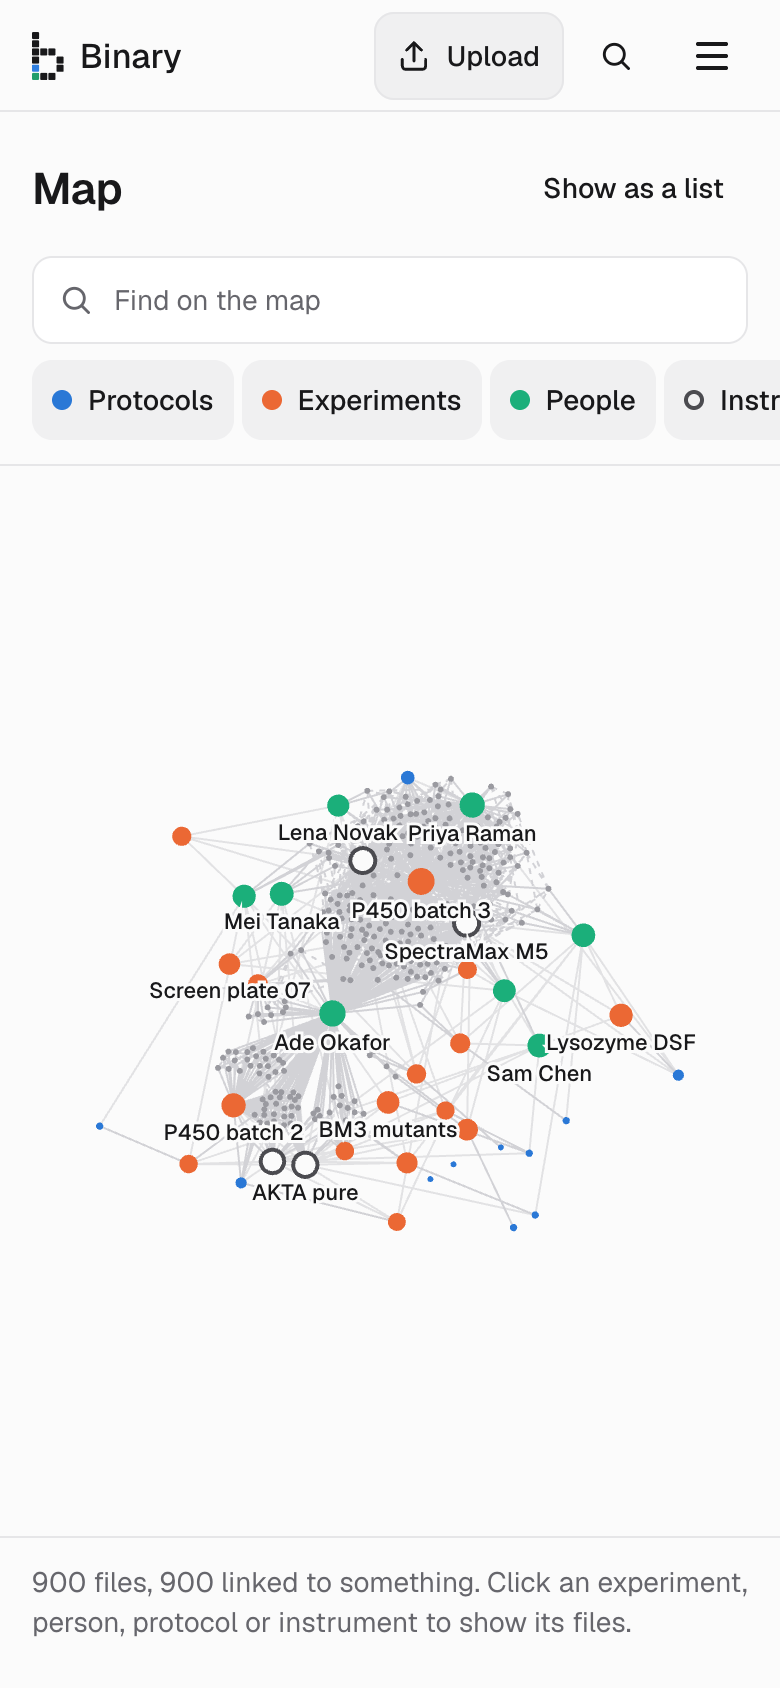 Binary
Upload
Map
Show as a list
Find on the map
Protocols
Experiments
People
Instr
Lena Novak
Priya Raman
P450 batch 3
Mei Tanaka
SpectraMax M5
Screen plate 07
Ade Okafor
Lysozyme DSF
Sam Chen
P450 batch 2
BM3 mutants
AKTA pure
900 files, 900 linked to something. Click an experiment,
person, protocol or instrument to show its files.